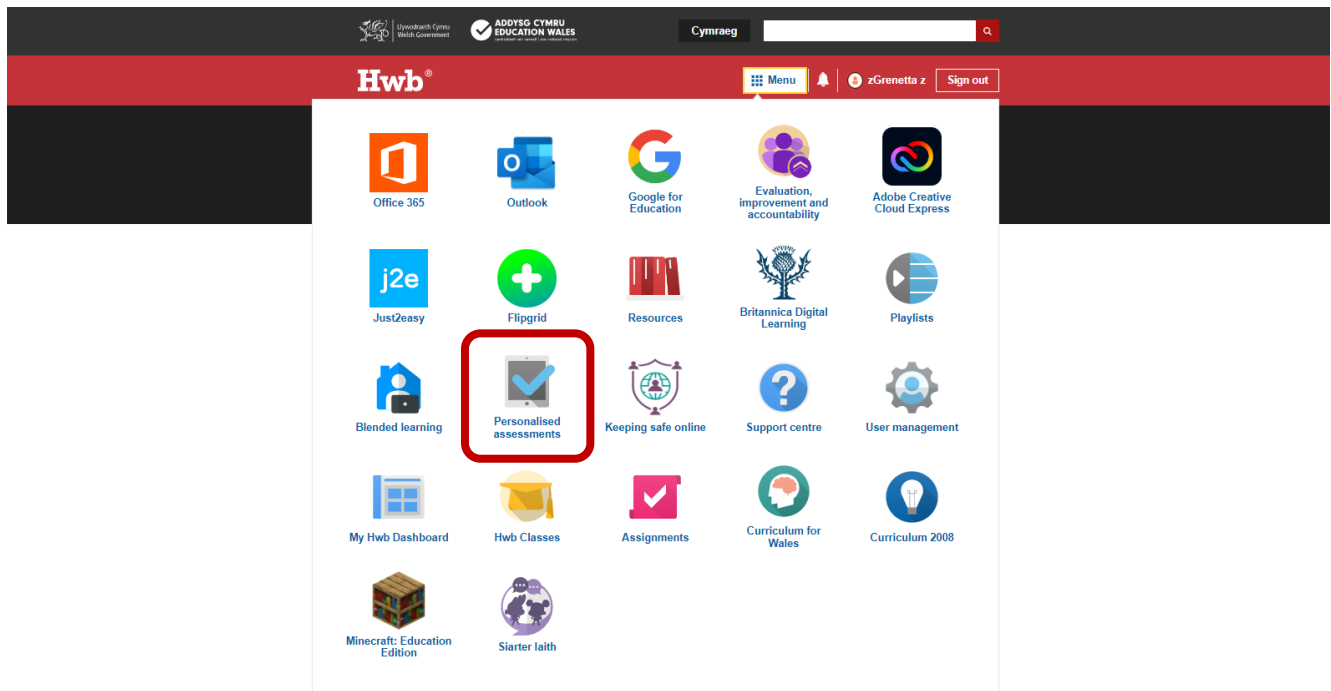 Llywodraeth Cymru
Welsh Government
ADDYSG CYMRU
EDUCATION WALES
Cymraeg
Hwb®
Menu
zGrenetta z
Sign out
Office 365
Outlook
Google for
Education
Evaluation,
improvement and
accountability
Adobe Creative
Cloud Express
j2e
Just2easy
Flipgrid
Resources
Britannica Digital
Learning
Playlists
Blended learning
Personalised
assessments
Keeping safe online
Support centre
User management
My Hwb Dashboard
Hwb Classes
Assignments
Curriculum for
Wales
Curriculum 2008
Minecraft: Education
Edition
Siarter Iaith